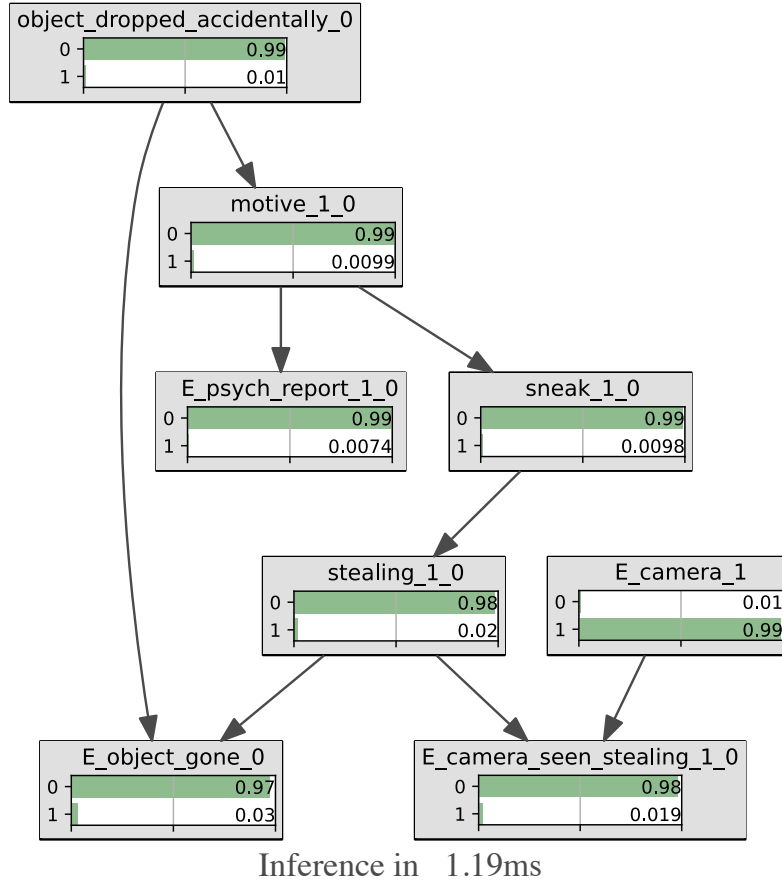 object_dropped_accidentally_0
0 0.99
1 0.01
motive_1_0
0 0.99
1 0.0099
E_psych_report_1_0
0 0.99
1 0.0074
sneak_1_0
0 0.99
1 0.0098
stealing_1_0
0 0.98
1 0.02
E_camera_1
0 0.01
1 0.99
E_object_gone_0
0 0.97
1 0.03
E_camera_seen_stealing_1_0
0 0.98
1 0.019
Inference in 1.19ms